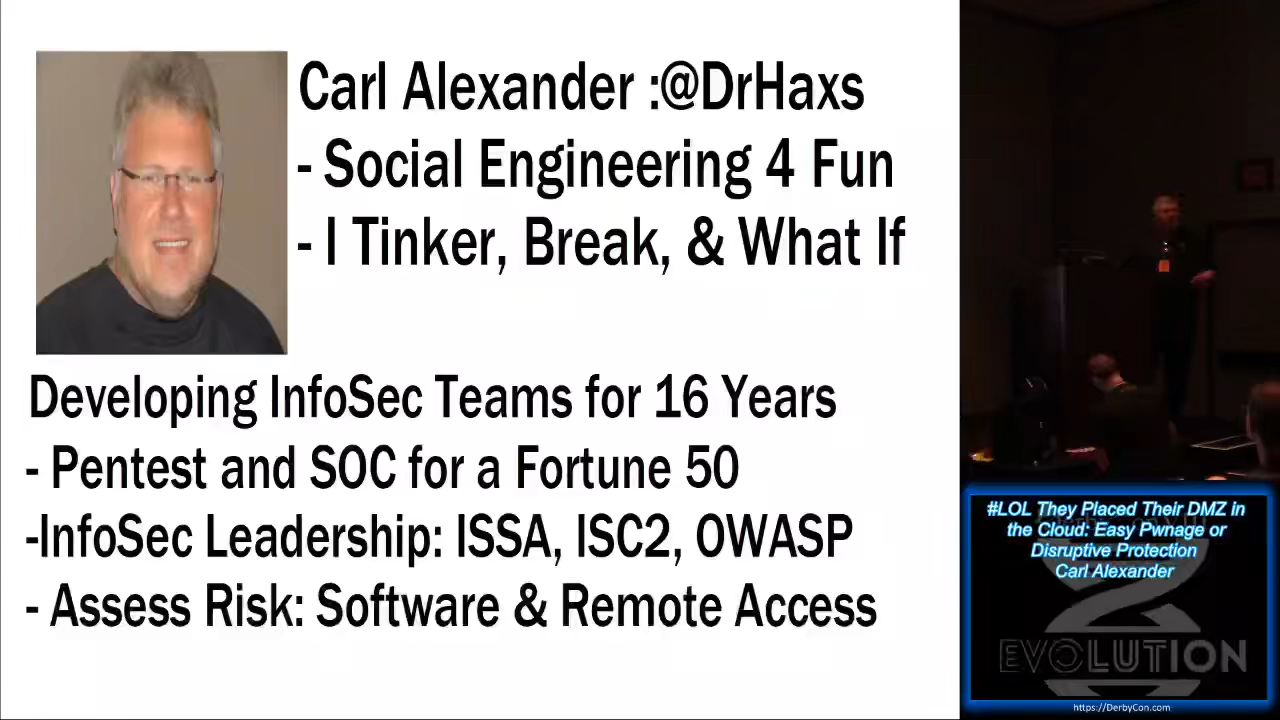 Carl Alexander :@DrHaxs
- Social Engineering 4 Fun
- I Tinker, Break, & What If
Developing InfoSec Teams for 16 Years
- Pentest and SOC for a Fortune 50
-InfoSec Leadership: ISSA, ISC2, OWASP
- Assess Risk: Software & Remote Access
#LOL They Placed Their DMZ in
the Cloud: Easy Pwnage or
Disruptive Protection
Carl Alexander
EVOLUTION
https://DerbyCon.com